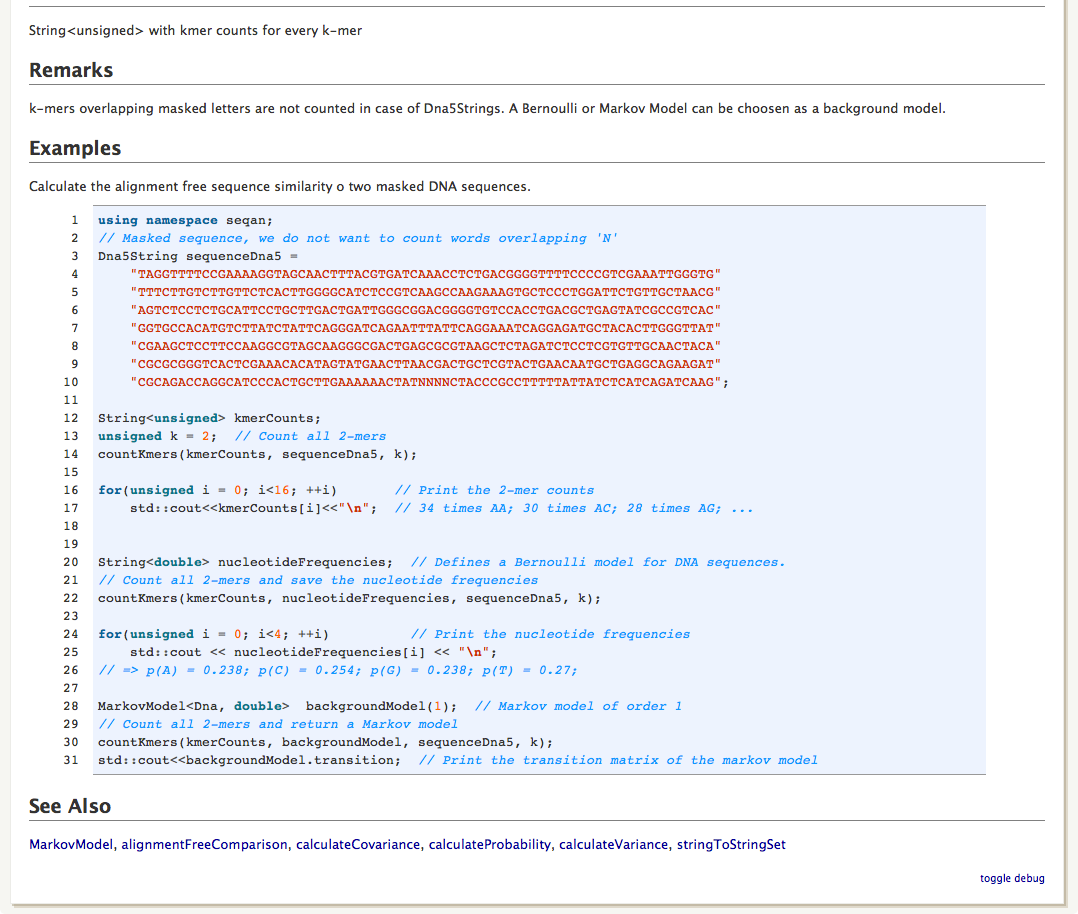 String<unsigned> with kmer counts for every k-mer
Remarks
k-mers overlapping masked letters are not counted in case of Dna5Strings. A Bernoulli or Markov Model can be choosen as a background model.
Examples
Calculate the alignment free sequence similarity o two masked DNA sequences.
1 using namespace seqan;
2 // Masked sequence, we do not want to count words overlapping 'N'
3 Dna5String sequenceDna5 =
4 "TAGGTTTTCCGAAAAGGTAGCAACTTTACGTGATCAAACCTCTGACGGGGTTTTCCCCGTCGAAATTGGGTG"
5 "TTTCTTGTCTTGTTCTCACTTGGGGCATCTCCGTCAAGCCAAGAAAGTGCTCCCTGGATTCTGTTGCTAACG"
6 "AGTCTCCTCTGCATTCCTGCTTGACTGATTGGGCGGACGGGGTGTCCACCTGACGCTGAGTATCGCCGTCAC"
7 "GGTGCCACATGTCTTATCTATTCAGGGATCAGAATTTATTCAGGAAATCAGGAGATGCTACACTTGGGTTAT"
8 "CGAAGCTCCTTCCAAGGCGTAGCAAGGGCGACTGAGCGCGTAAGCTCTAGATCTCCTCGTGTTGCAACTACA"
9 "CGCGCGGGTCACTCGAAACACATAGTATGAACTTAACGACTGCTCGTACTGAACAATGCTGAGGCAGAAGAT"
10 "CGCAGACCAGGCATCCCACTGCTTGAAAAAACTATNNNNCTACCCGCCTTTTTATTATCTCATCAGATCAAG";
11
12 String<unsigned> kmerCounts;
13 unsigned k = 2; // Count all 2-mers
14 countKmers(kmerCounts, sequenceDna5, k);
15
16 for(unsigned i = 0; i<16; ++i) // Print the 2-mer counts
17 std::cout<<kmerCounts[i]<<"\n"; // 34 times AA; 30 times AC; 28 times AG; ...
18
19
20 String<double> nucleotideFrequencies; // Defines a Bernoulli model for DNA sequences.
21 // Count all 2-mers and save the nucleotide frequencies
22 countKmers(kmerCounts, nucleotideFrequencies, sequenceDna5, k);
23
24 for(unsigned i = 0; i<4; ++i) // Print the nucleotide frequencies
25 std::cout << nucleotideFrequencies[i] << "\n";
26 // => p(A) = 0.238; p(C) = 0.254; p(G) = 0.238; p(T) = 0.27;
27
28 MarkovModel<Dna, double> backgroundModel(1); // Markov model of order 1
29 // Count all 2-mers and return a Markov model
30 countKmers(kmerCounts, backgroundModel, sequenceDna5, k);
31 std::cout<<backgroundModel.transition; // Print the transition matrix of the markov model
See Also
MarkovModel, alignmentFreeComparison, calculateCovariance, calculateProbability, calculateVariance, stringToStringSet
toggle debug